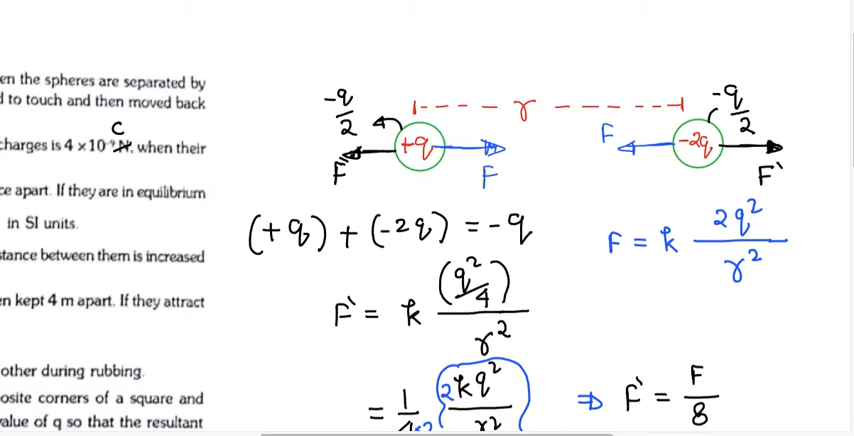 en the spheres are separated by
d to touch and then moved back
C
charges is 4 × 10⁻⁹ N, when their
ce apart. If they are in equilibrium
in SI units.
stance between them is increased
en kept 4 m apart. If they attract
other during rubbing.
osite corners of a square and
value of q so that the resultant
-q/2 r -q/2
+q F -2q
F` F F`
(+q) + (-2q) = -q
F = k 2q²/r²
F` = k (q²/4)/r²
= 1/4×2 (2kq²/r²) ⇒ F` = F/8